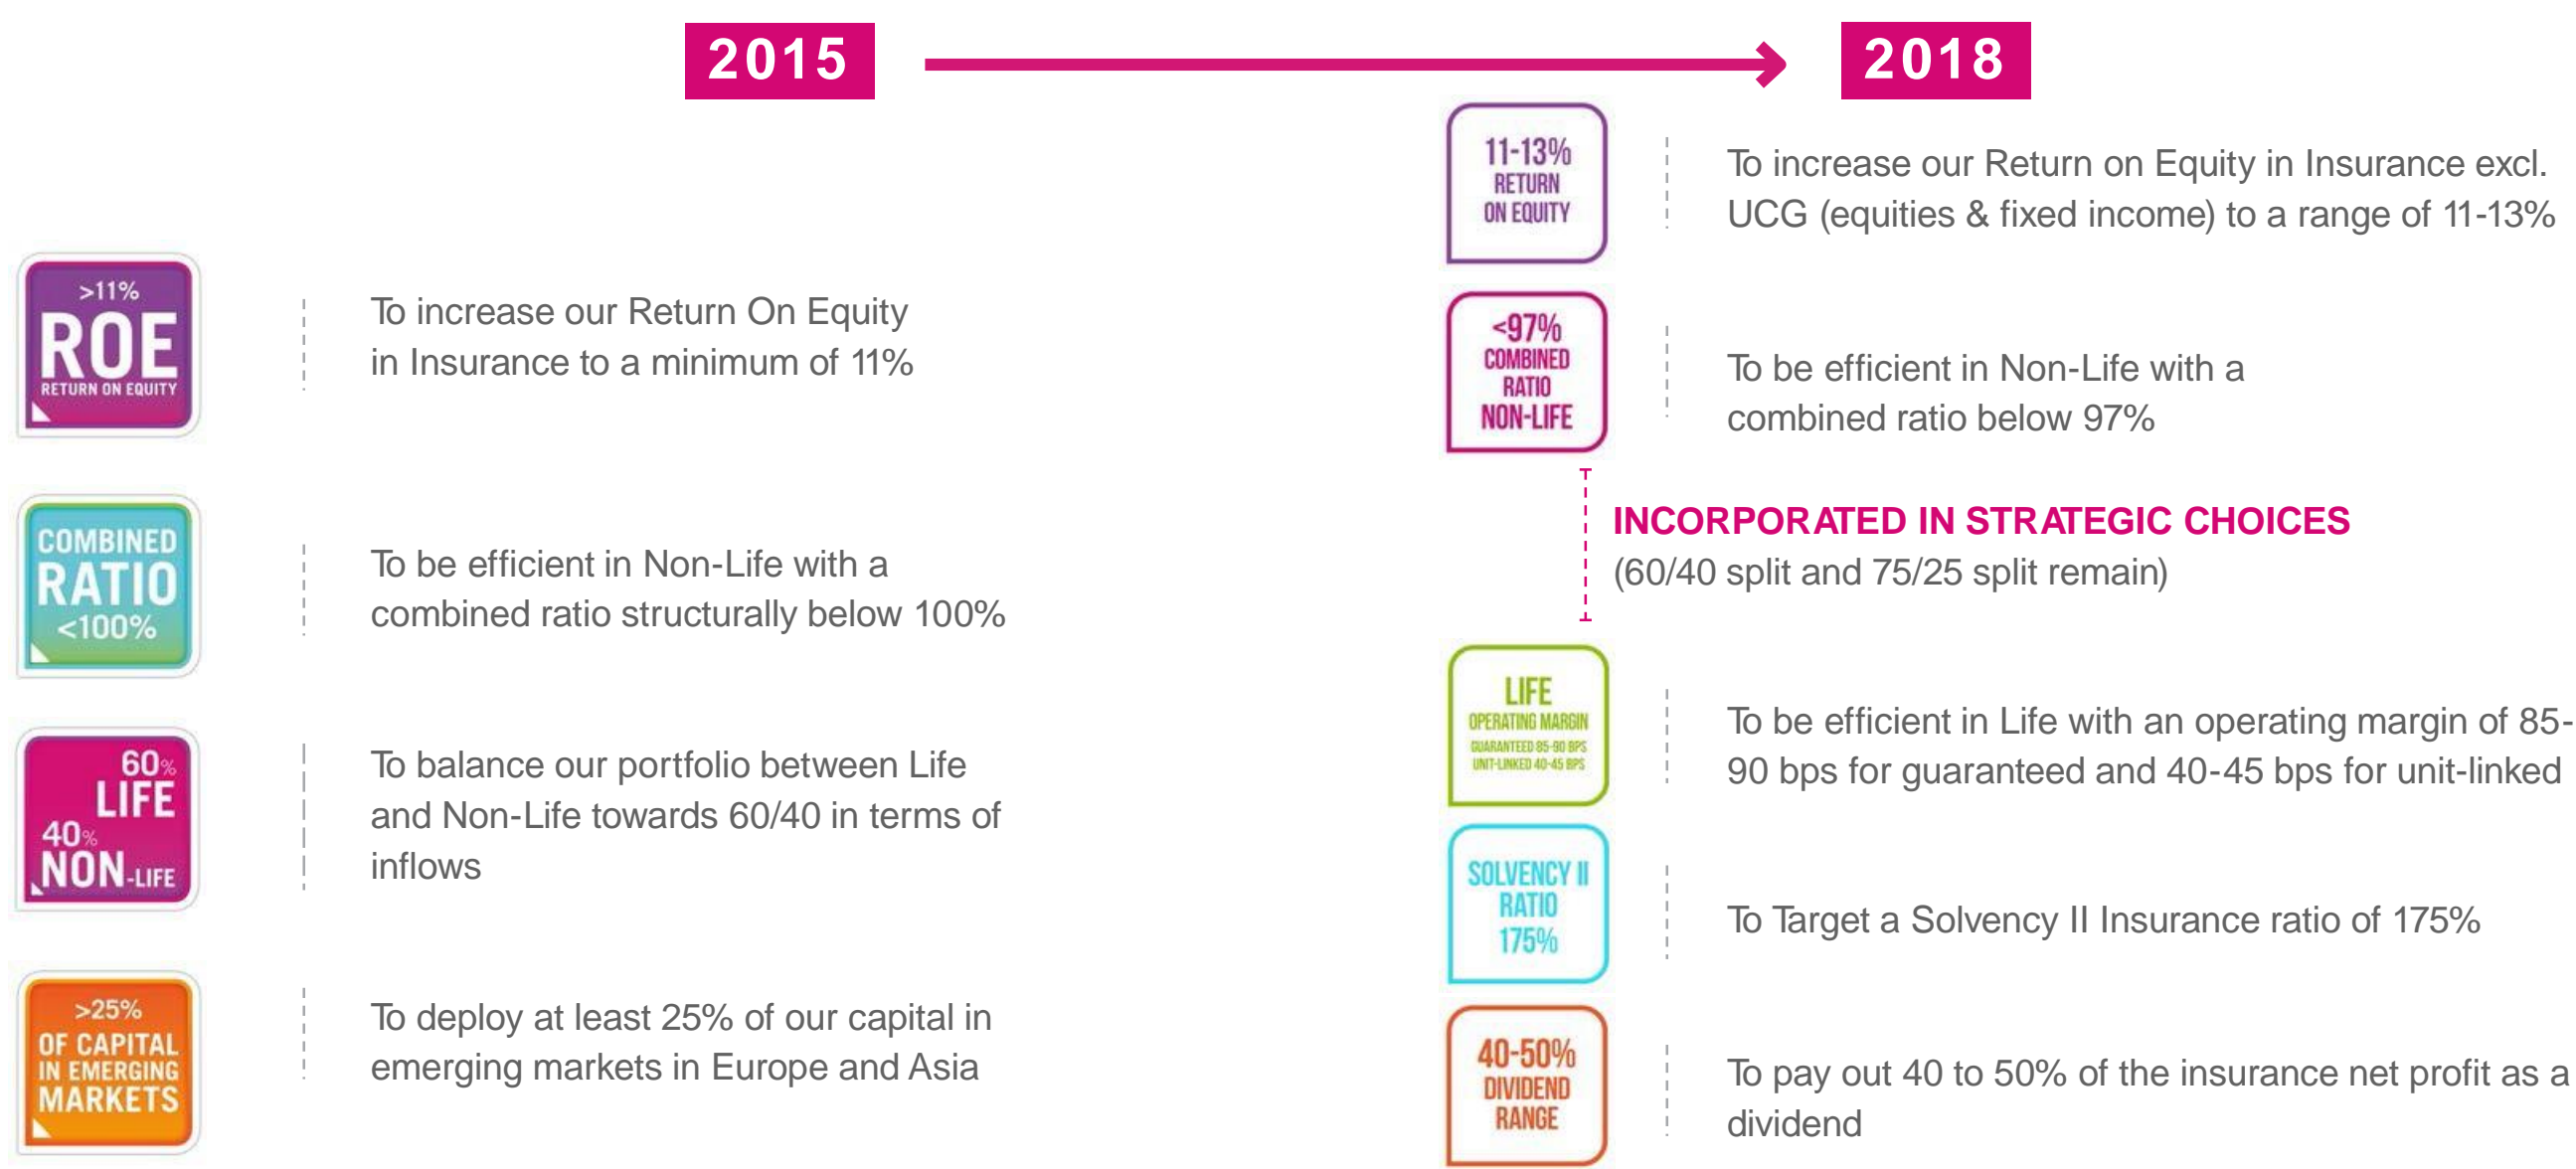 2015
2018
>11%
ROE
RETURN ON EQUITY
To increase our Return On Equity
in Insurance to a minimum of 11%
COMBINED
RATIO
<100%
To be efficient in Non-Life with a
combined ratio structurally below 100%
60%
LIFE
40%
NON-LIFE
To balance our portfolio between Life
and Non-Life towards 60/40 in terms of
inflows
>25%
OF CAPITAL
IN EMERGING
MARKETS
To deploy at least 25% of our capital in
emerging markets in Europe and Asia
11-13%
RETURN
ON EQUITY
To increase our Return on Equity in Insurance excl.
UCG (equities & fixed income) to a range of 11-13%
<97%
COMBINED
RATIO
NON-LIFE
To be efficient in Non-Life with a
combined ratio below 97%
INCORPORATED IN STRATEGIC CHOICES
(60/40 split and 75/25 split remain)
LIFE
OPERATING MARGIN
GUARANTEED 85-90 BPS
UNIT-LINKED 40-45 BPS
To be efficient in Life with an operating margin of 85-
90 bps for guaranteed and 40-45 bps for unit-linked
SOLVENCY II
RATIO
175%
To Target a Solvency II Insurance ratio of 175%
40-50%
DIVIDEND
RANGE
To pay out 40 to 50% of the insurance net profit as a
dividend